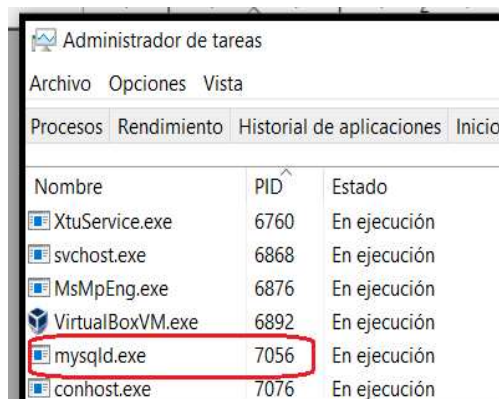 Administrador de tareas
Archivo Opciones Vista
Procesos Rendimiento Historial de aplicaciones Inicio
Nombre PID Estado
XtuService.exe 6760 En ejecución
svchost.exe 6868 En ejecución
MsMpEng.exe 6876 En ejecución
VirtualBoxVM.exe 6892 En ejecución
mysqld.exe 7056 En ejecución
conhost.exe 7076 En ejecución